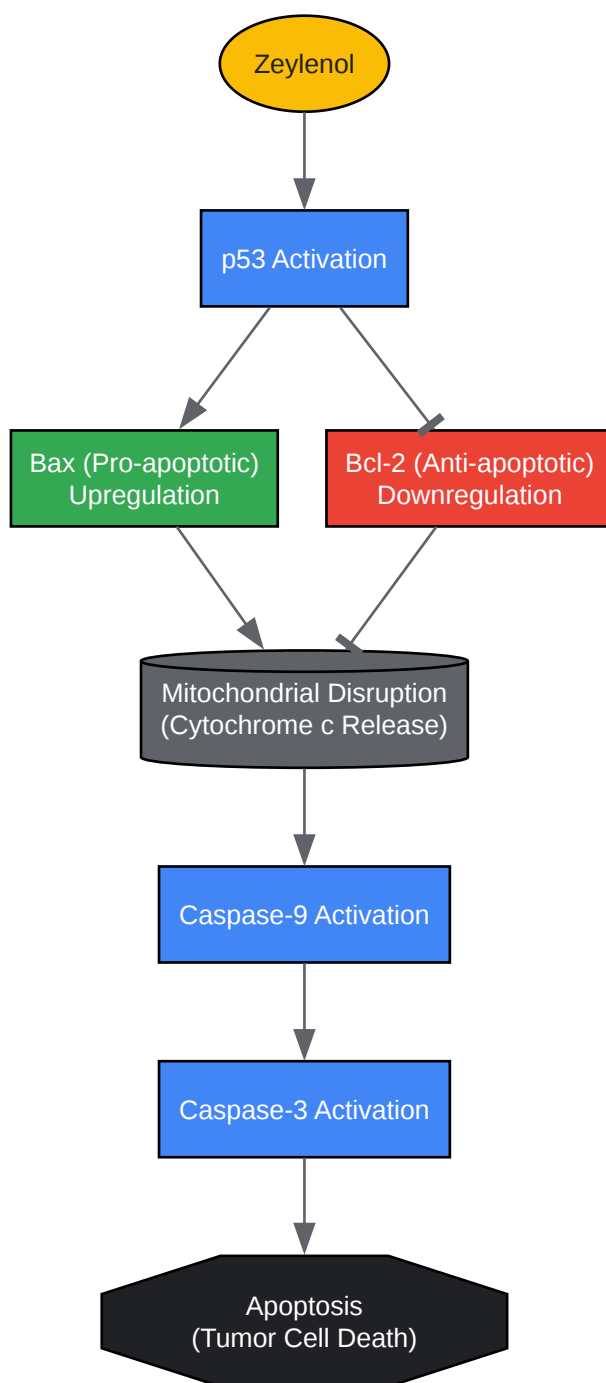 Zeylenol
p53 Activation
Bax (Pro-apoptotic)
Upregulation
Bcl-2 (Anti-apoptotic)
Downregulation
Mitochondrial Disruption
(Cytochrome c Release)
Caspase-9 Activation
Caspase-3 Activation
Apoptosis
(Tumor Cell Death)